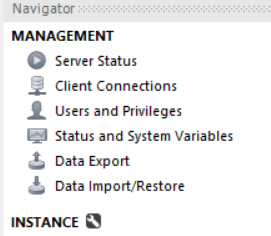 Navigator
MANAGEMENT
Server Status
Client Connections
Users and Privileges
Status and System Variables
Data Export
Data Import/Restore
INSTANCE